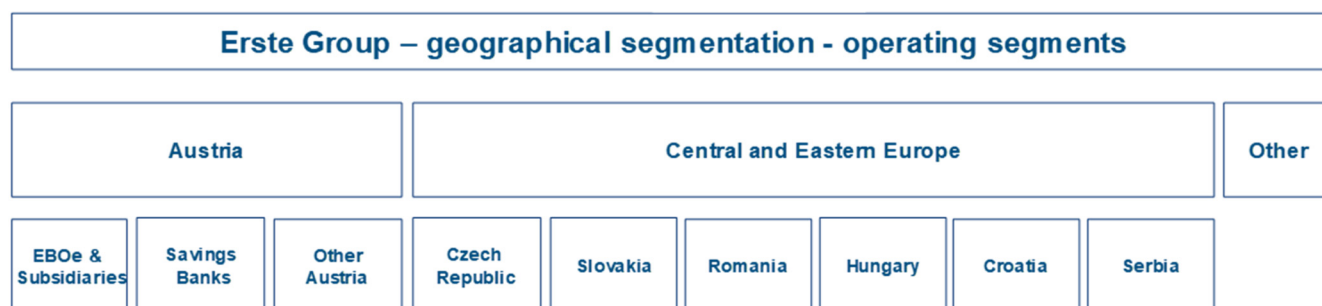 Erste Group – geographical segmentation - operating segments
Austria
Central and Eastern Europe
Other
EBOe &
Subsidiaries
Savings
Banks
Other
Austria
Czech
Republic
Slovakia
Romania
Hungary
Croatia
Serbia